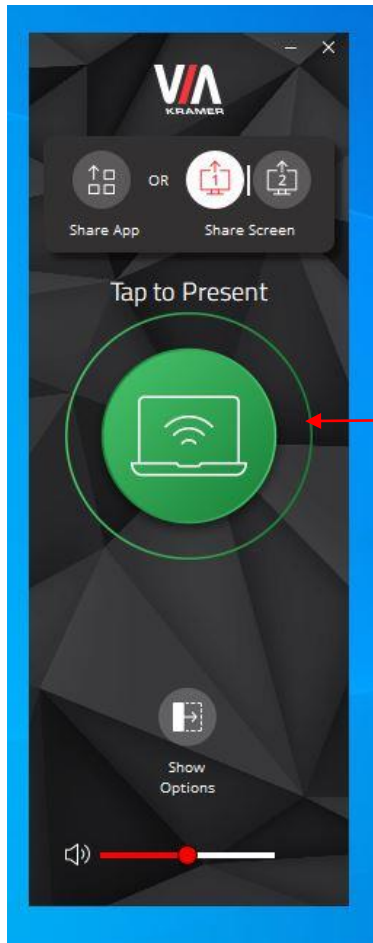 VIA
KRAMER
OR
1
2
Share App
Share Screen
Tap to Present
Show
Options